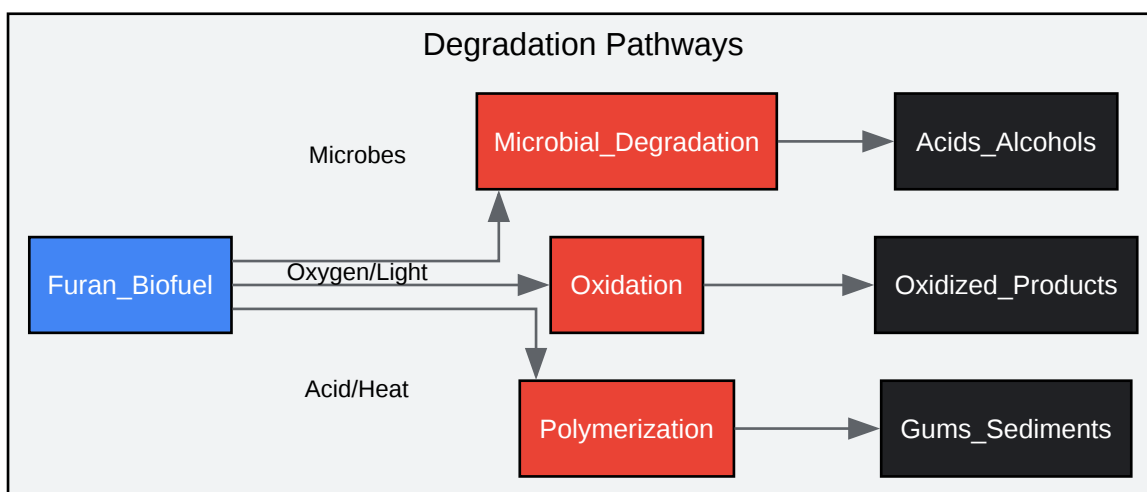 Degradation Pathways
Microbes
Microbial_Degradation
Acids_Alcohols
Furan_Biofuel
Oxygen/Light
Oxidation
Oxidized_Products
Acid/Heat
Polymerization
Gums_Sediments